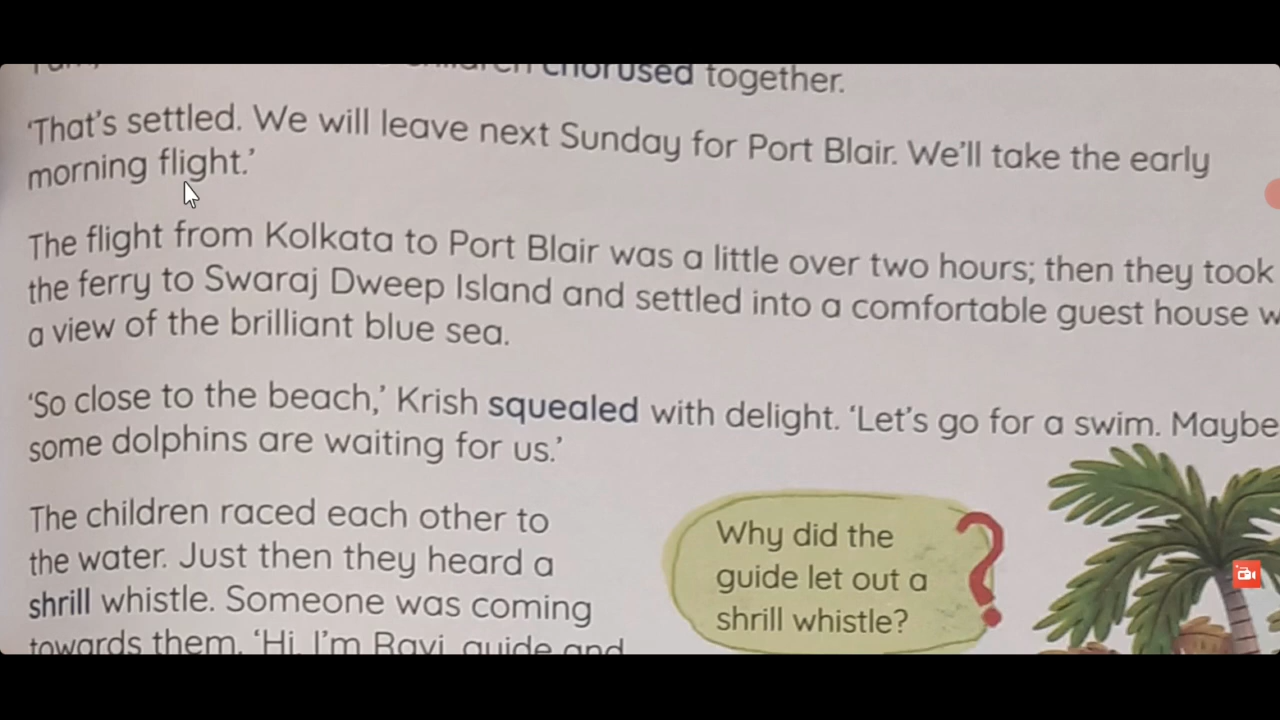 chorused together.
‘That’s settled. We will leave next Sunday for Port Blair. We’ll take the early
morning flight.’
The flight from Kolkata to Port Blair was a little over two hours; then they took
the ferry to Swaraj Dweep Island and settled into a comfortable guest house
a view of the brilliant blue sea.
‘So close to the beach,’ Krish squealed with delight. ‘Let’s go for a swim. Maybe
some dolphins are waiting for us.’
The children raced each other to
the water. Just then they heard a
shrill whistle. Someone was coming
towards them. ‘Hi, I’m Ravi, guide and
Why did the
guide let out a
shrill whistle?
?